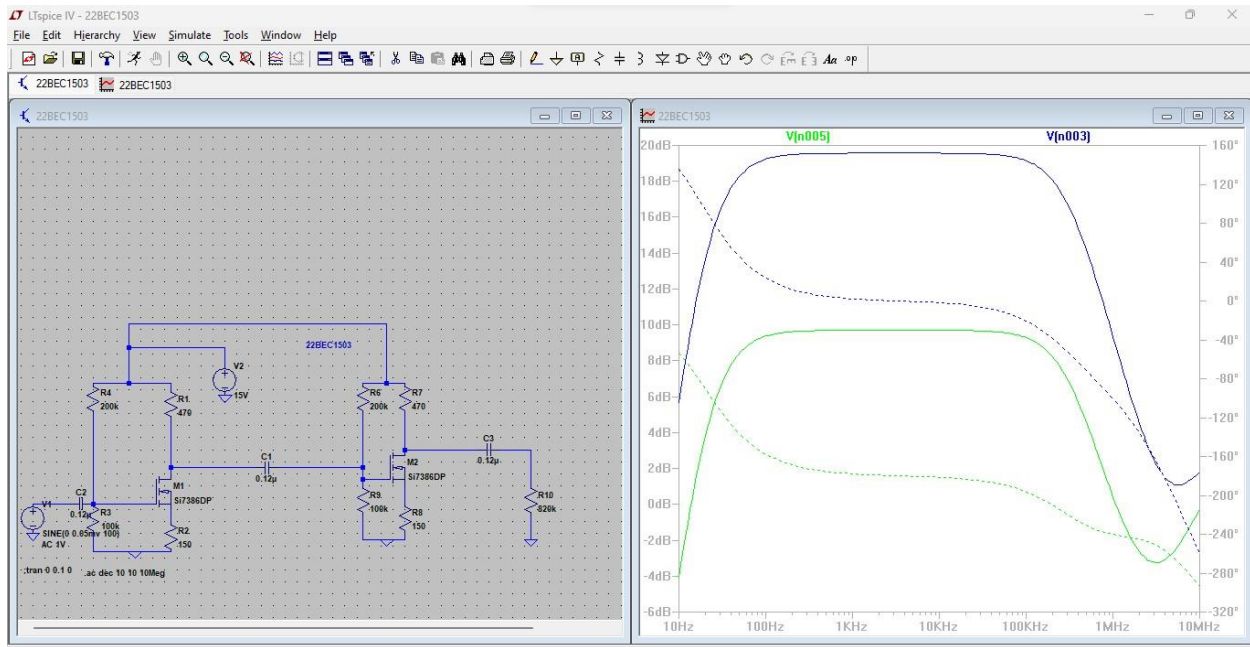 LTspice IV - 22BEC1503
File Edit Hierarchy View Simulate Tools Window Help
22BEC1503 22BEC1503
22BEC1503
22BEC1503
V2
15V
R4
200k
R1
470
R6
200k
R7
470
C1
0.12µ
C3
0.12µ
M1
Si7386DP
M2
Si7386DP
V1
C2
0.12µ
R3
100k
R2
150
R9
100k
R8
150
R10
820k
SINE(0 0.05mv 100)
AC 1V
;tran 0 0.1 0 .ac dec 10 10 10Meg
22BEC1503
V(n005) V(n003)
20dB 160°
18dB 120°
16dB 80°
14dB 40°
12dB 0°
10dB -40°
8dB -80°
6dB -120°
4dB -160°
2dB -200°
0dB -240°
-2dB -280°
-4dB -320°
-6dB
10Hz 100Hz 1KHz 10KHz 100KHz 1MHz 10MHz